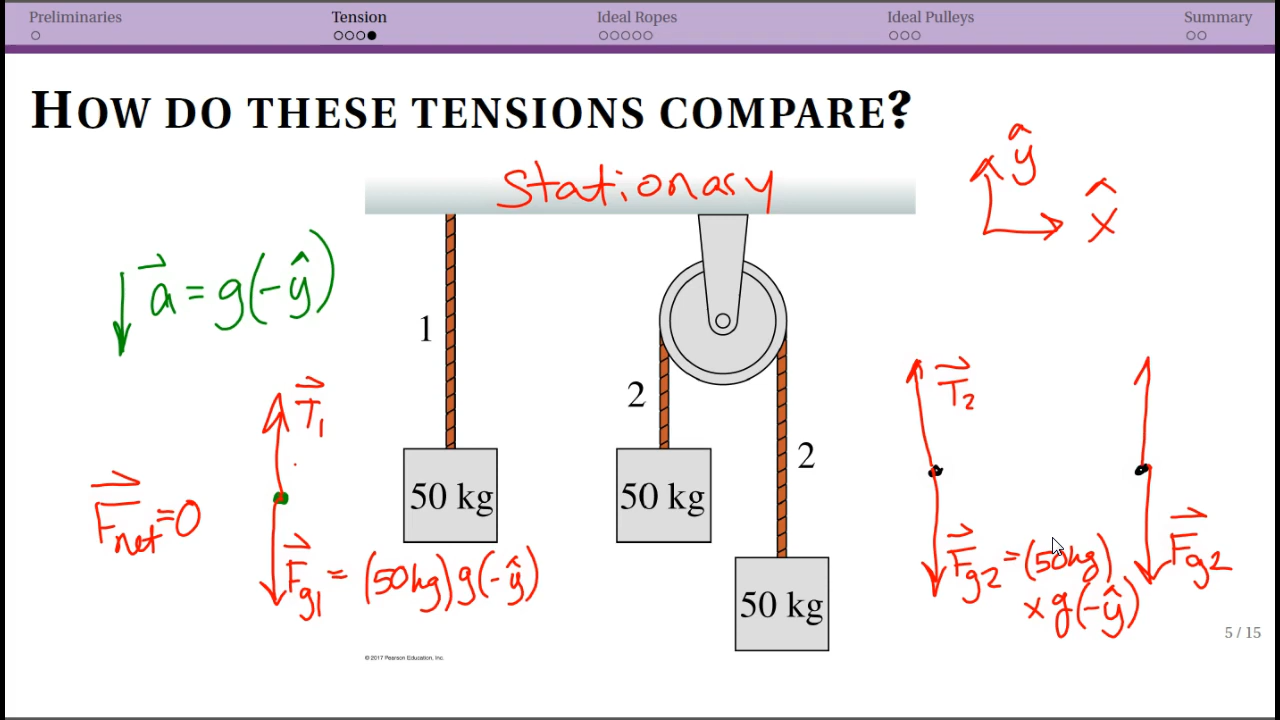 Preliminaries Tension Ideal Ropes Ideal Pulleys Summary
HOW DO THESE TENSIONS COMPARE?
Stationary
ŷ
x̂
a⃗ = g(-ŷ)
1
2
2
T⃗₁
T⃗₂
50 kg
50 kg
50 kg
F⃗net = 0
F⃗g1 = (50kg)g(-ŷ)
F⃗g2 = (50kg)
x g(-ŷ)
F⃗g2
5 / 15
© 2017 Pearson Education, Inc.